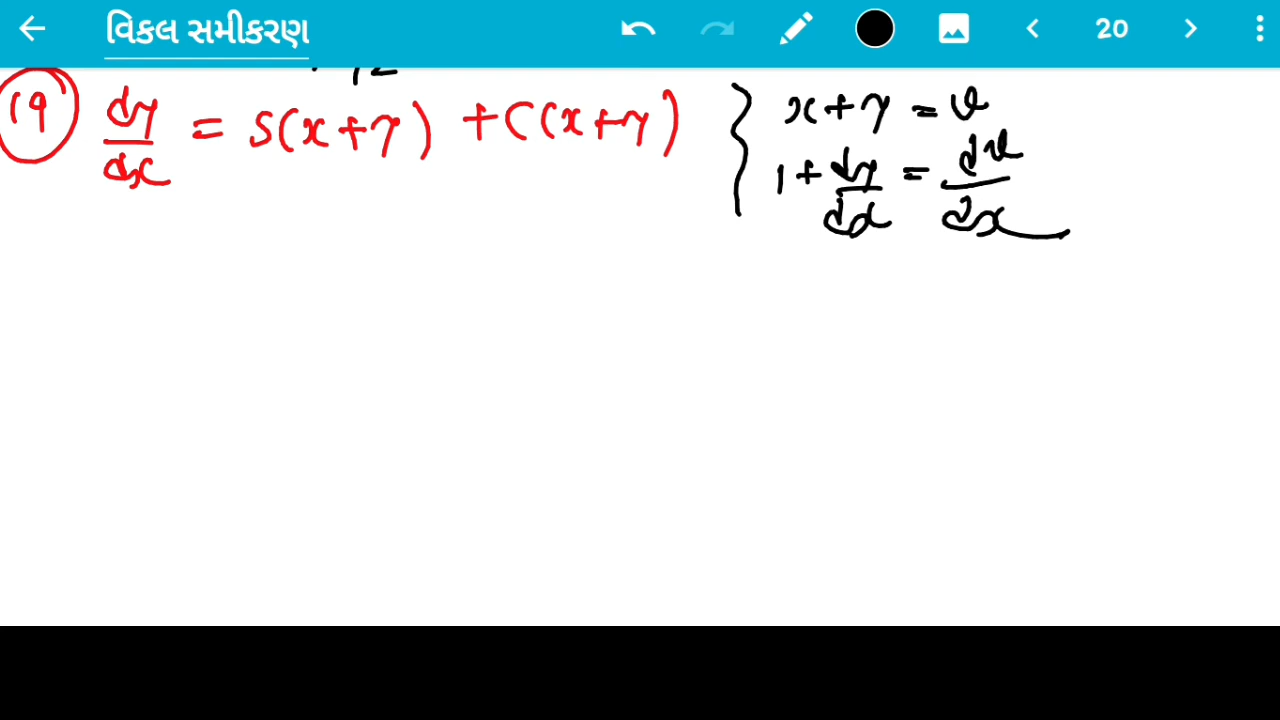 વિકલ સમીકરણ 20
19 dy/dx = S(x+y) + C(x+y)
x+y = v
1 + dy/dx = dv/dx